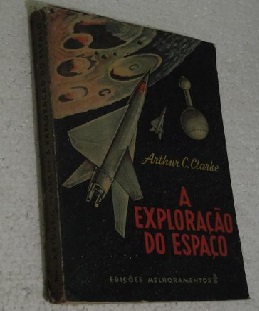 Arthur C. Clarke
A
EXPLORAÇÃO
DO ESPAÇO
EDIÇÕES MELHORAMENTOS